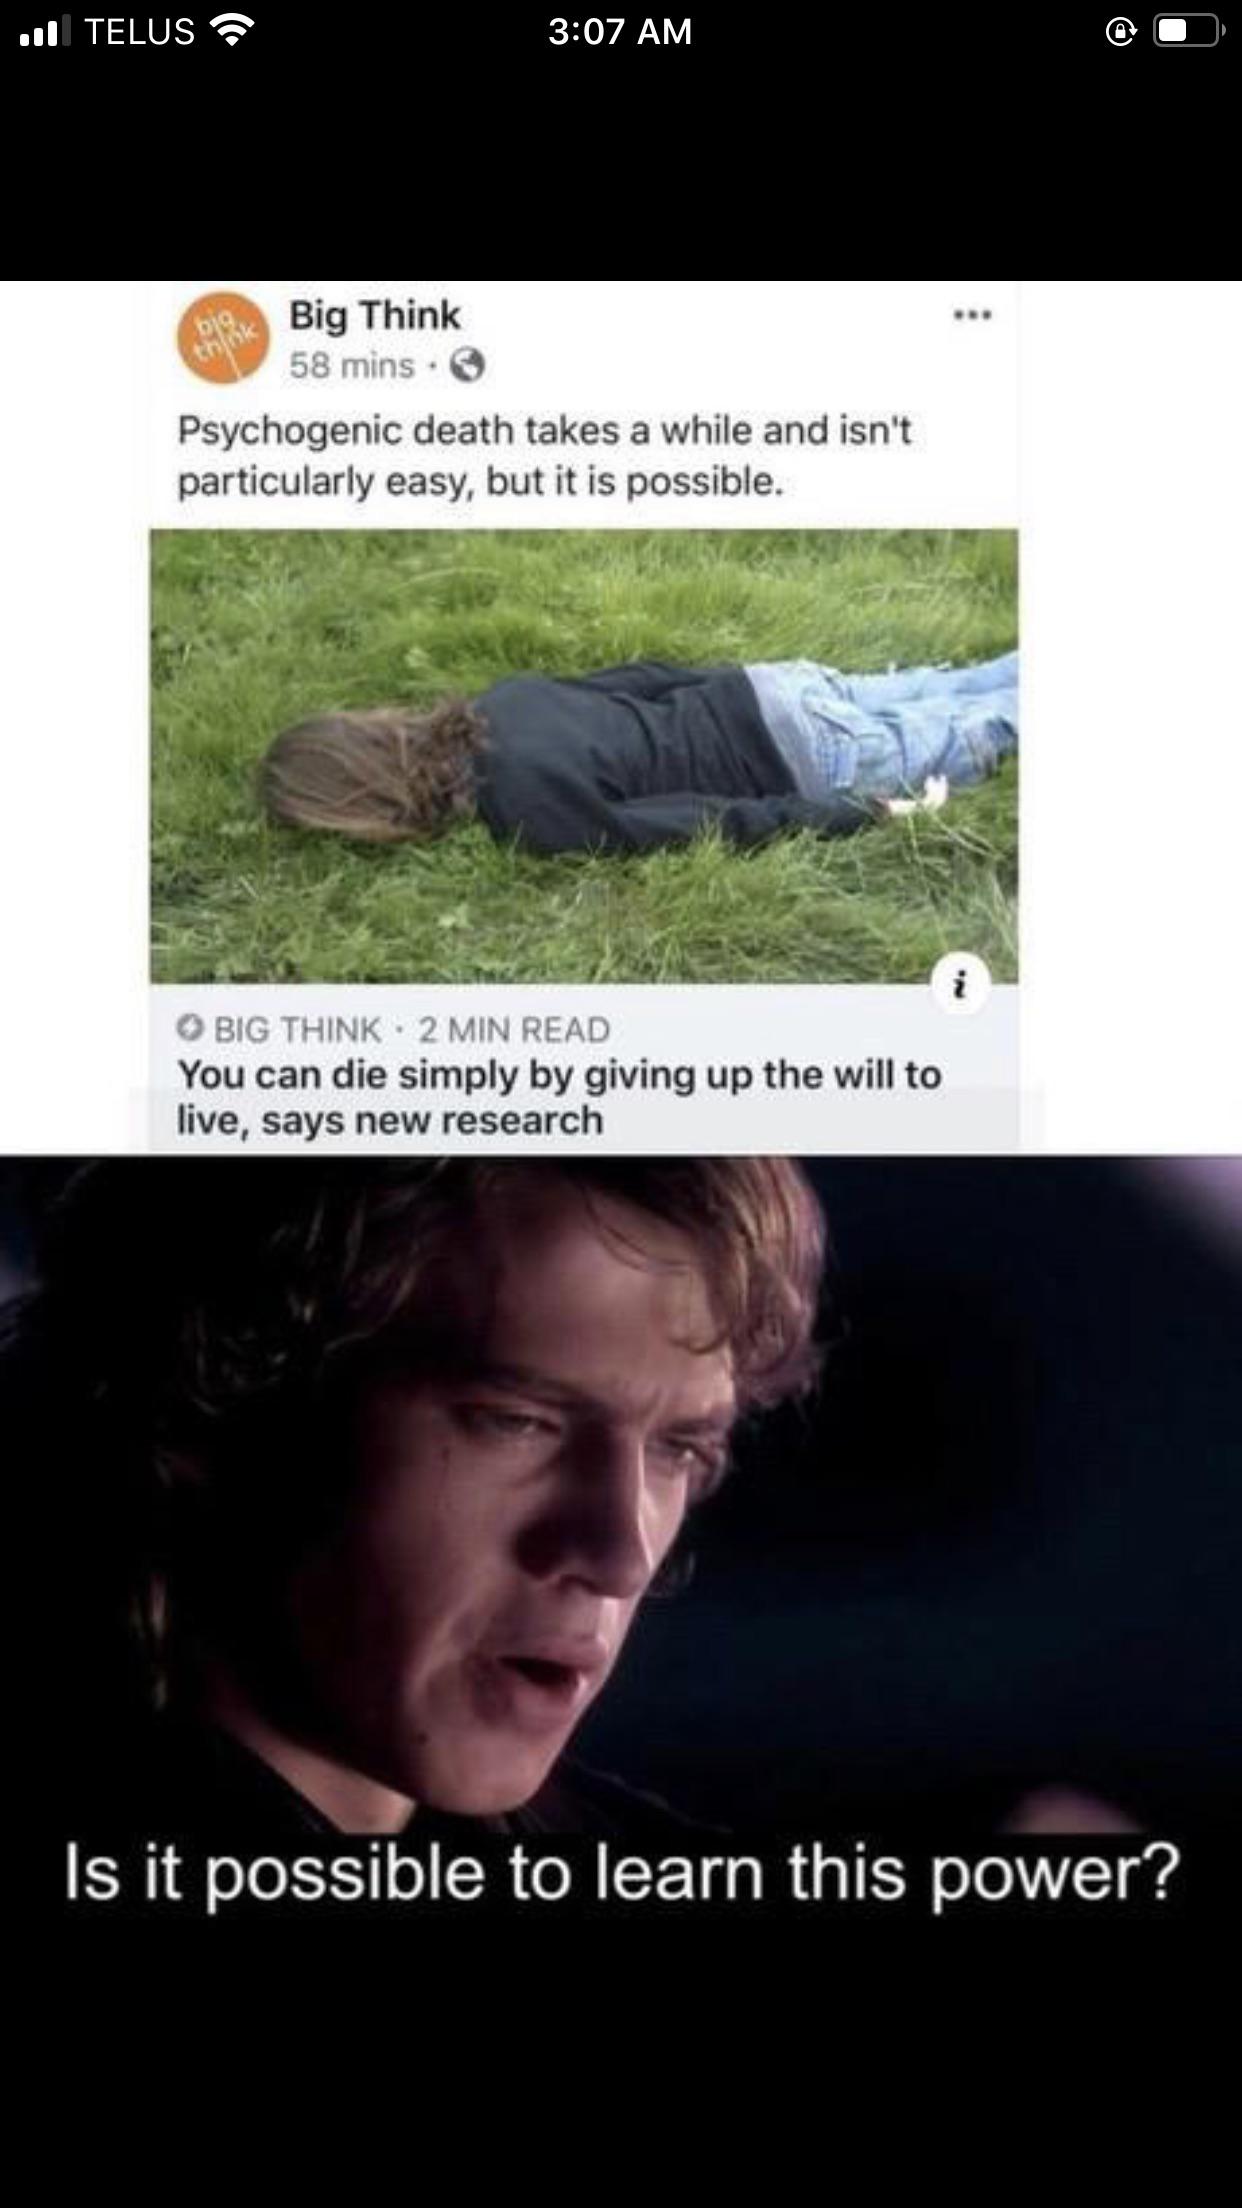 TELUS 3:07 AM
big think
Big Think
58 mins ·
Psychogenic death takes a while and isn't
particularly easy, but it is possible.
i
BIG THINK · 2 MIN READ
You can die simply by giving up the will to
live, says new research
Is it possible to learn this power?